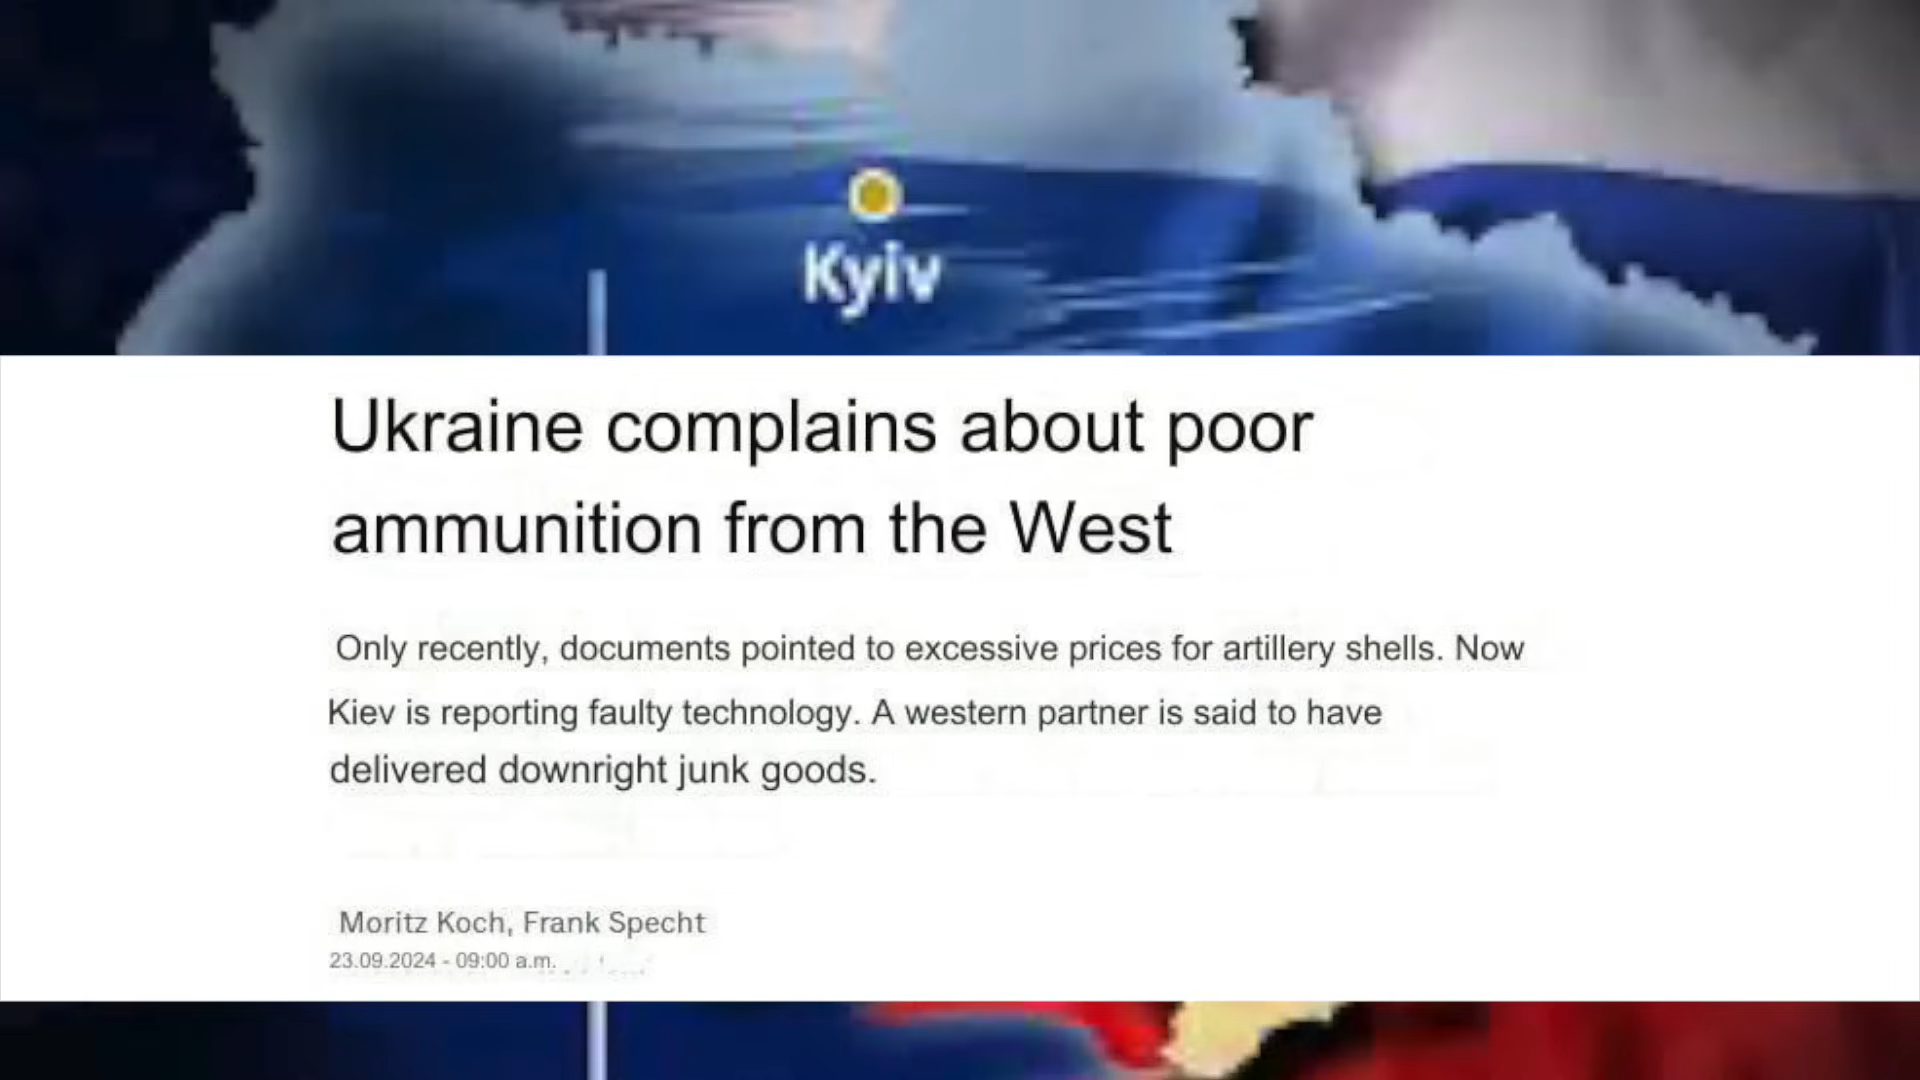 Kyiv
Ukraine complains about poor
ammunition from the West
Only recently, documents pointed to excessive prices for artillery shells. Now
Kiev is reporting faulty technology. A western partner is said to have
delivered downright junk goods.
Moritz Koch, Frank Specht
23.09.2024 - 09:00 a.m.